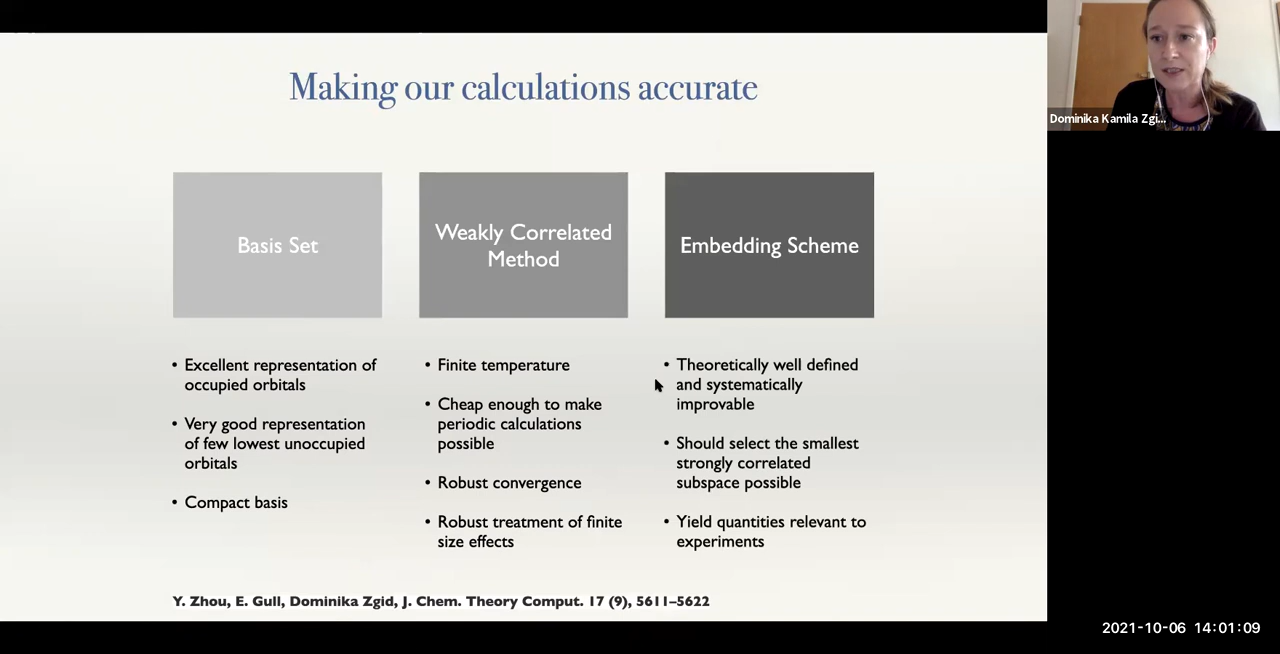 Making our calculations accurate
Dominika Kamila Zgi...
Basis Set
Weakly Correlated
Method
Embedding Scheme
• Excellent representation of
occupied orbitals
• Very good representation
of few lowest unoccupied
orbitals
• Compact basis
• Finite temperature
• Cheap enough to make
periodic calculations
possible
• Robust convergence
• Robust treatment of finite
size effects
• Theoretically well defined
and systematically
improvable
• Should select the smallest
strongly correlated
subspace possible
• Yield quantities relevant to
experiments
Y. Zhou, E. Gull, Dominika Zgid, J. Chem. Theory Comput. 17 (9), 5611–5622
2021-10-06 14:01:09